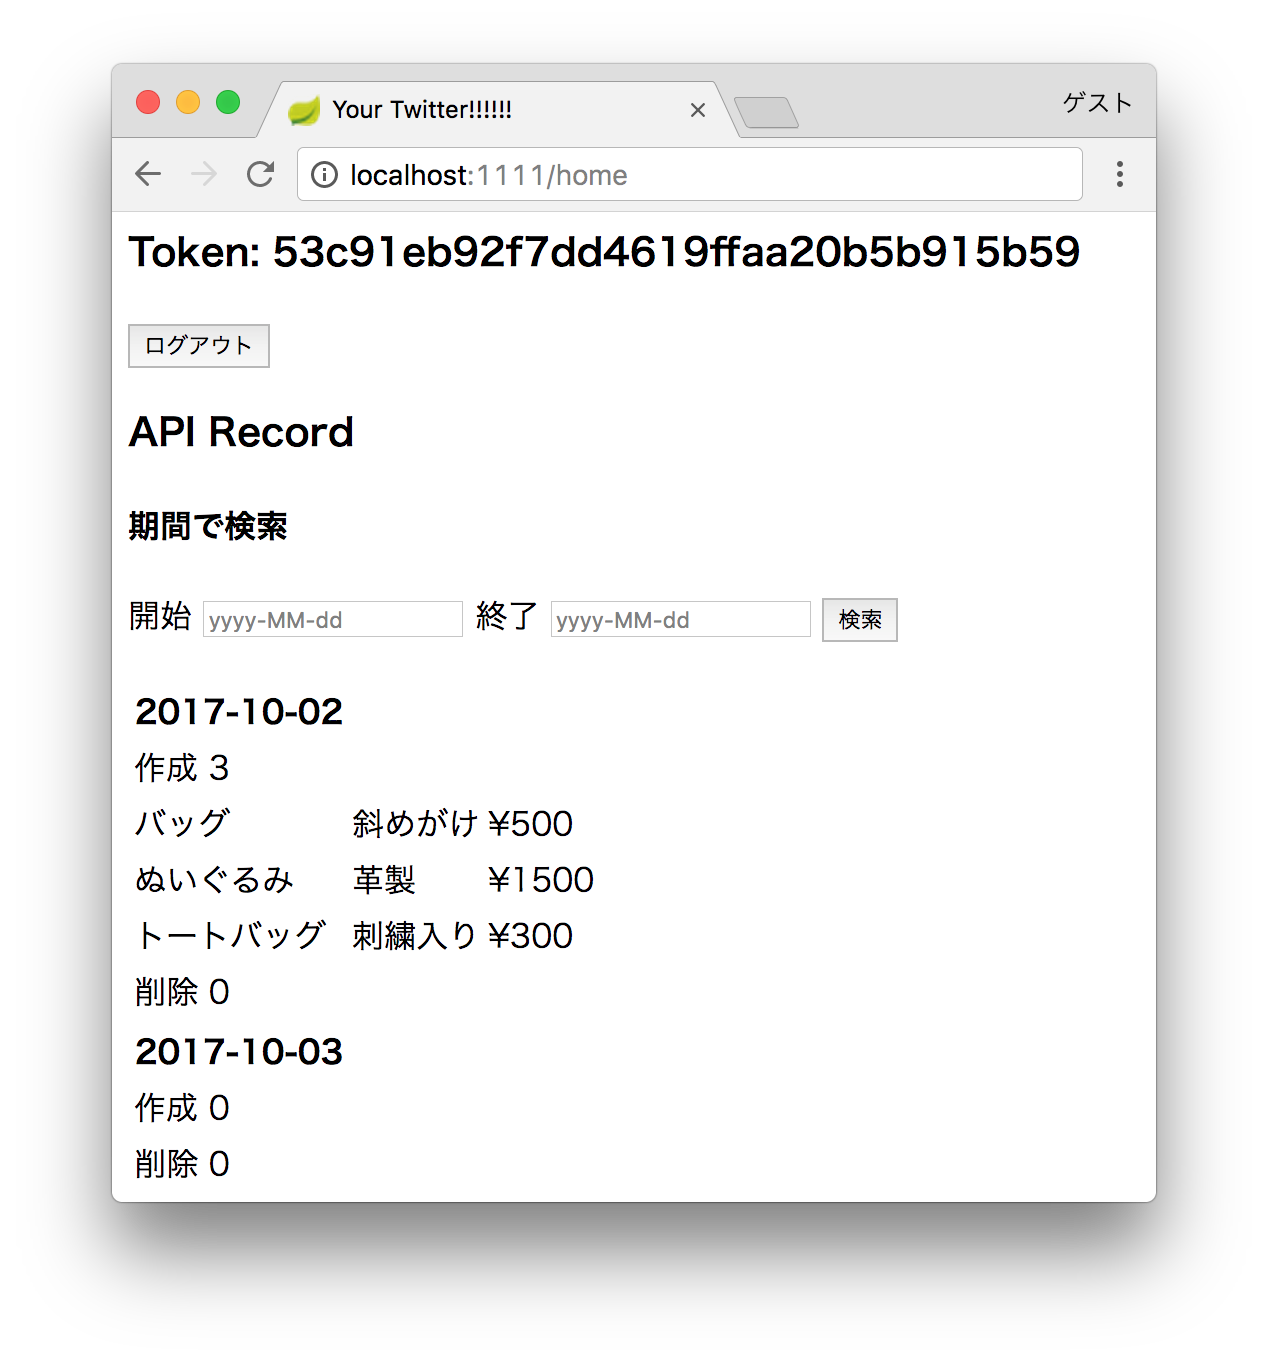 Your Twitter!!!!!!
ゲスト
localhost:1111/home
Token: 53c91eb92f7dd4619ffaa20b5b915b59
ログアウト
API Record
期間で検索
開始 yyyy-MM-dd 終了 yyyy-MM-dd 検索
2017-10-02
作成 3
バッグ 斜めがけ ¥500
ぬいぐるみ 革製 ¥1500
トートバッグ 刺繍入り ¥300
削除 0
2017-10-03
作成 0
削除 0